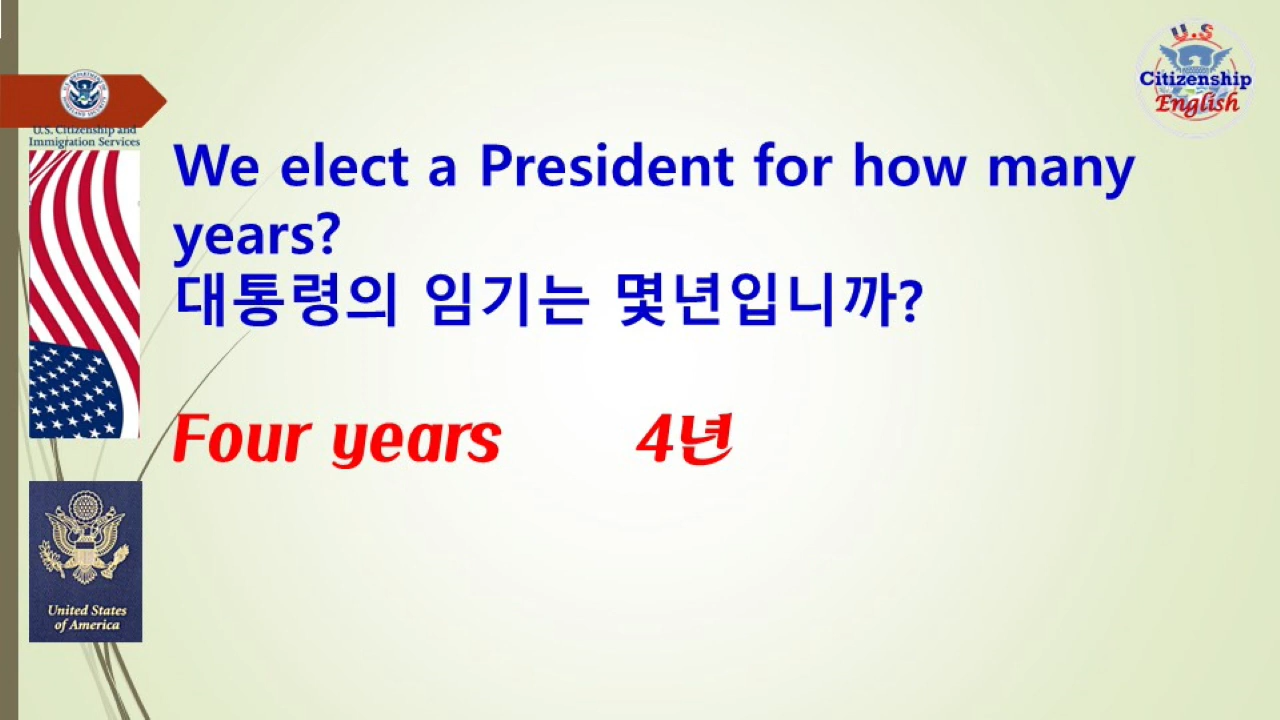 U.S
Citizenship
English
U.S. Citizenship and
Immigration Services
We elect a President for how many
years?
대통령의 임기는 몇년입니까?
Four years 4년
United States
of America